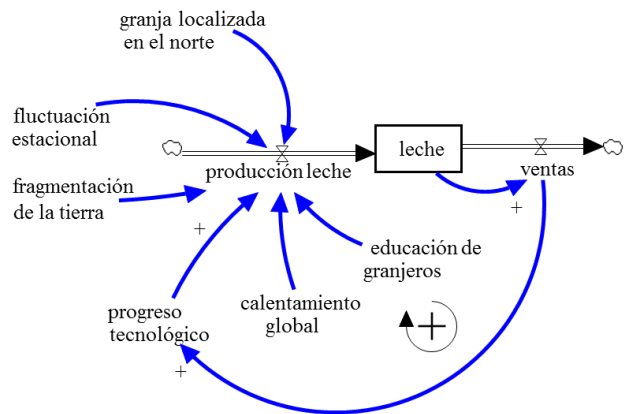 granja localizada
en el norte
fluctuación
estacional
leche
producción leche
ventas
fragmentación
de la tierra
+
+
educación de
granjeros
progreso
tecnológico
calentamiento
global
+
+